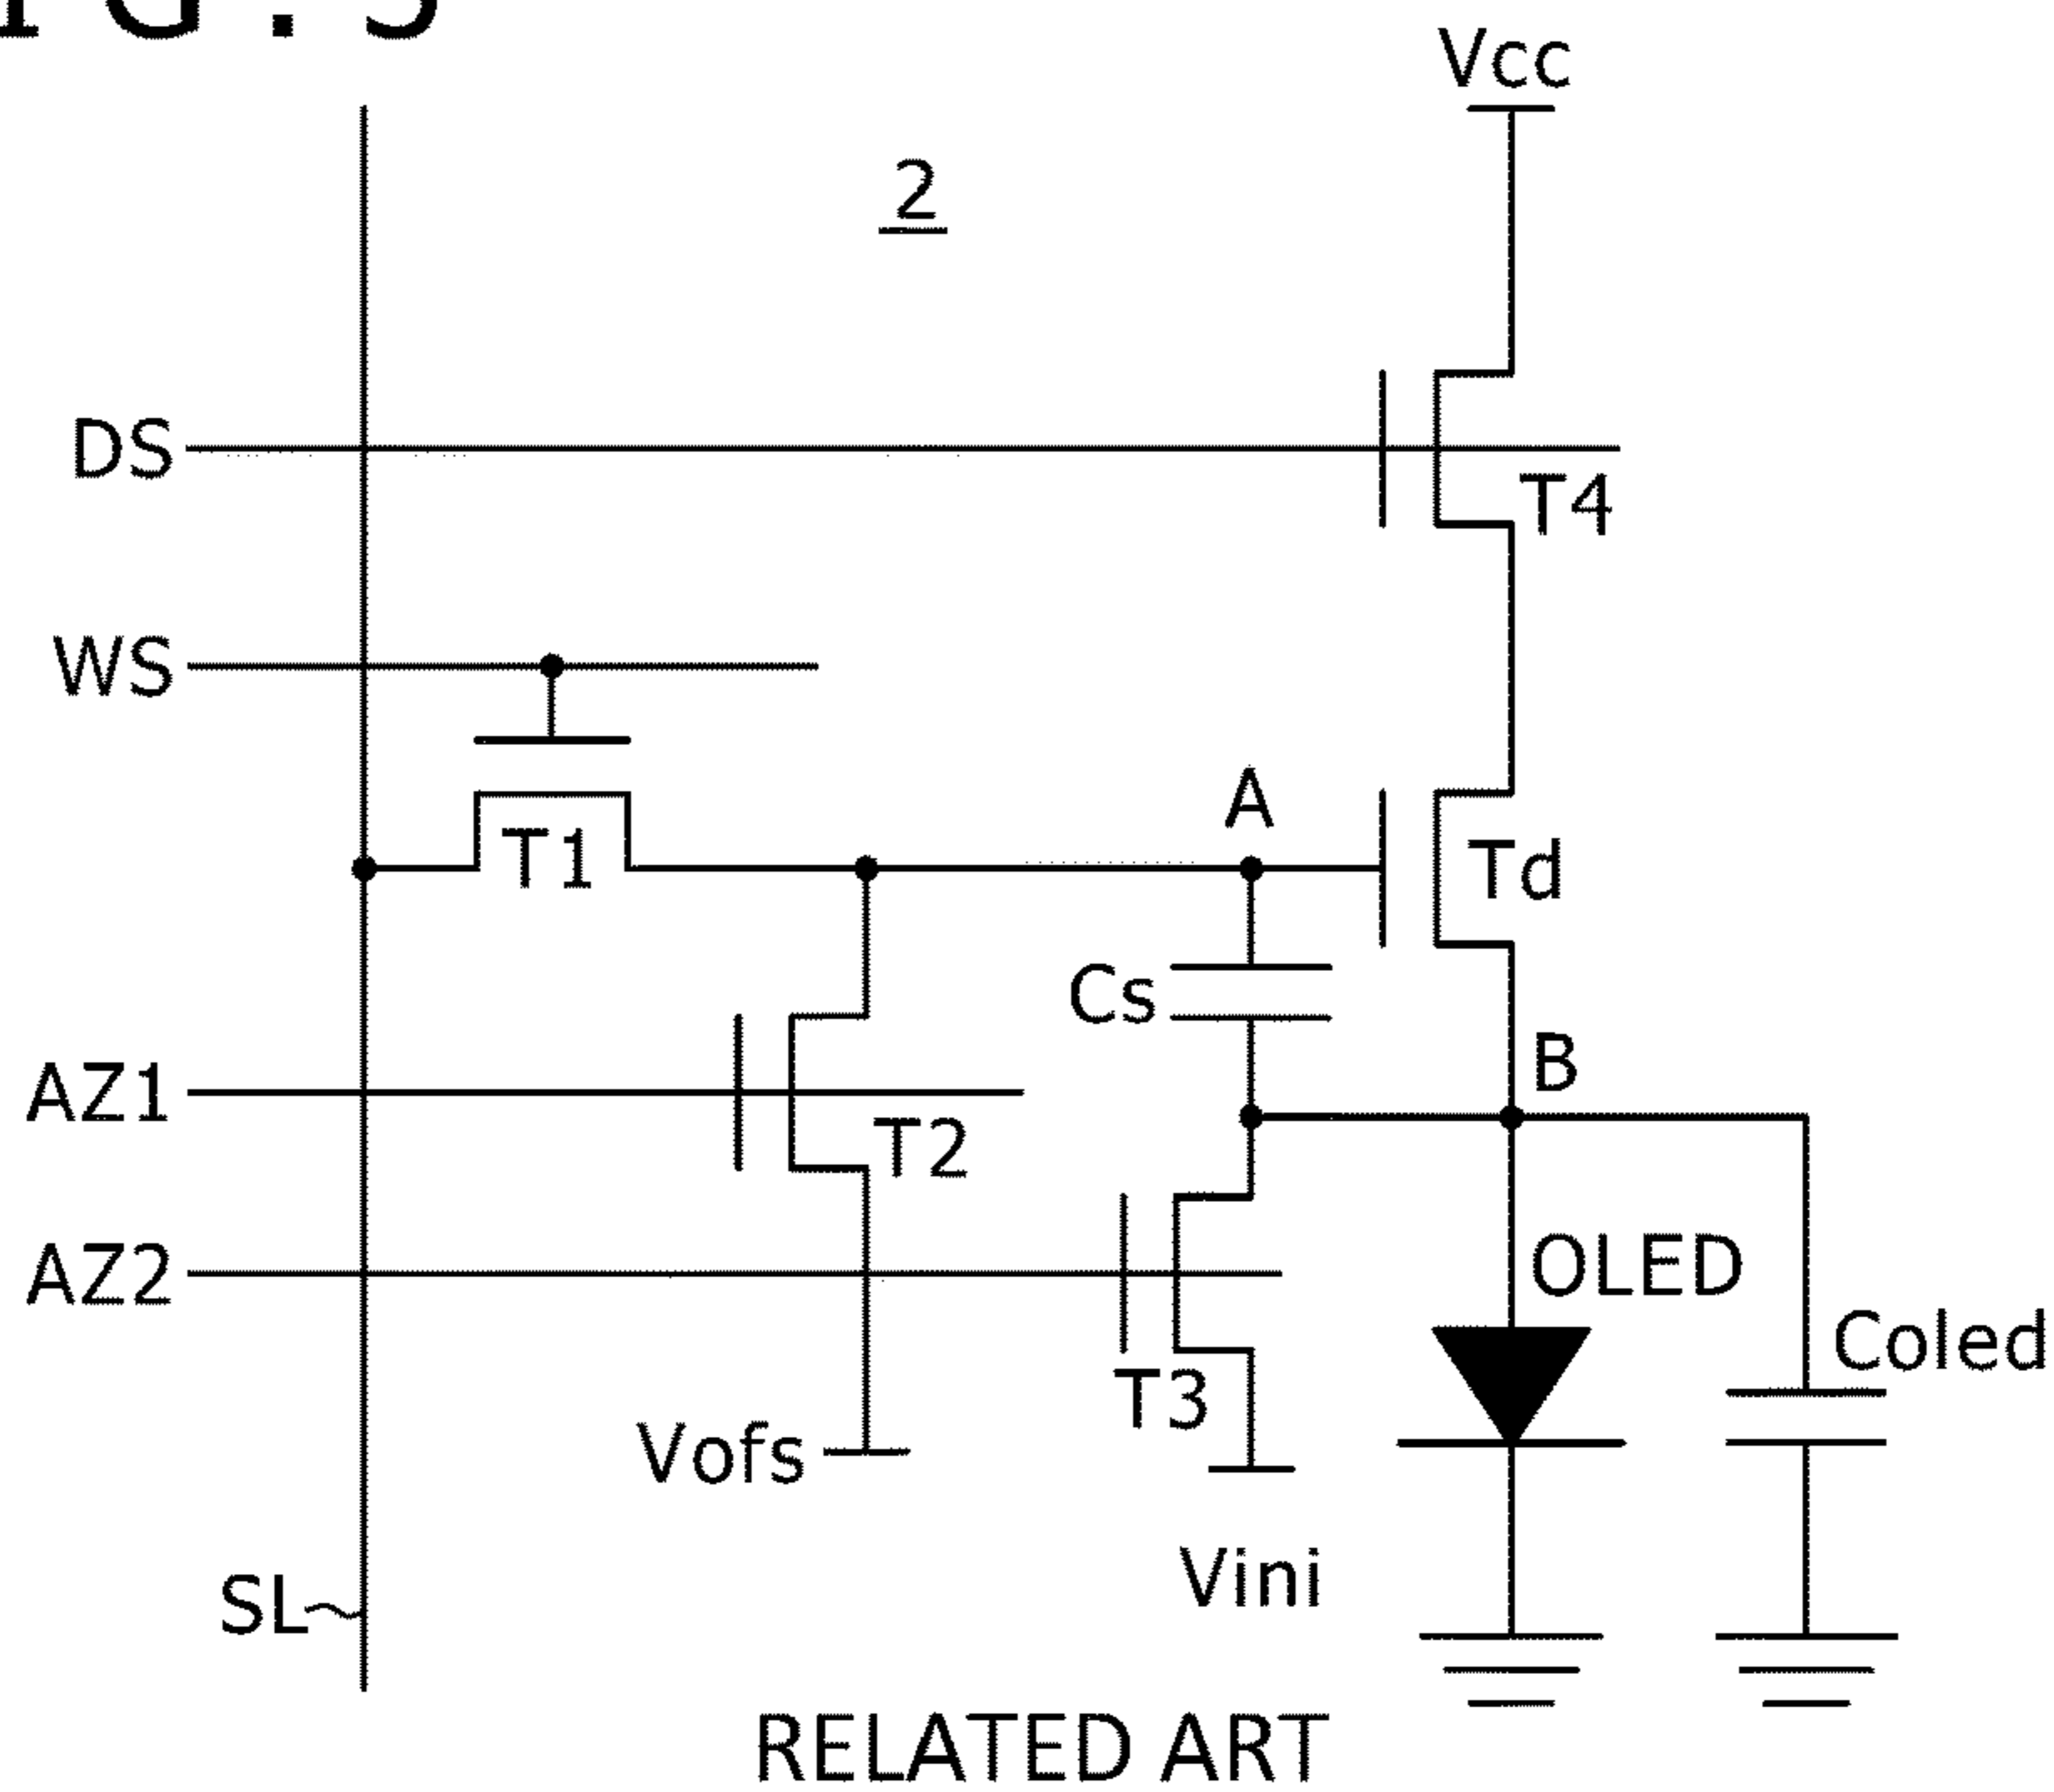 Vcc
2
DS
T4
WS
A
T1
Td
Cs
B
AZ1
T2
AZ2
OLED
Coled
T3
Vofs
Vini
SL
RELATED ART